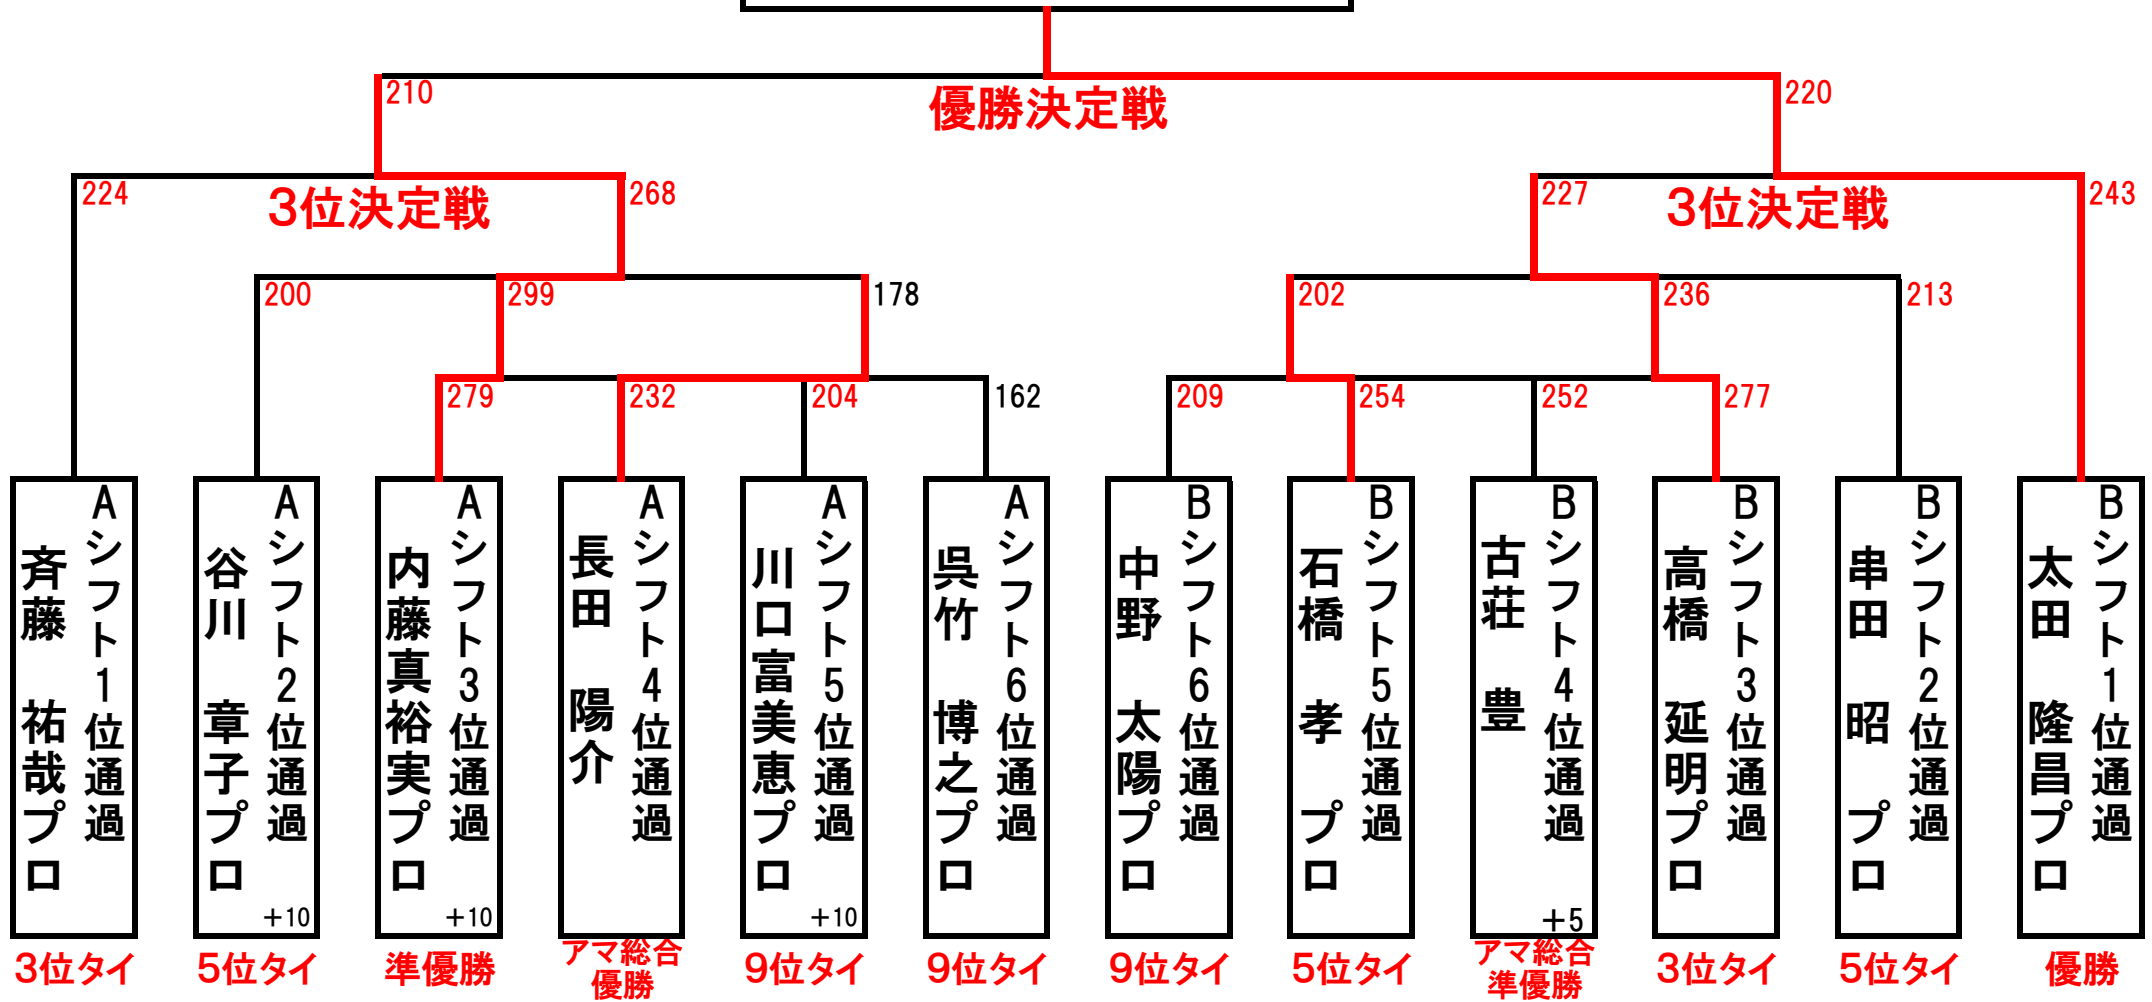 210
優勝決定戦
220
224
3位決定戦
268
227
3位決定戦
243
200
299
178
202
236
213
279
232
204
162
209
254
252
277
Aシフト1位通過
斉藤 祐哉プロ
Aシフト2位通過
谷川 章子プロ
+10
Aシフト3位通過
内藤真裕実プロ
+10
Aシフト4位通過
長田 陽介
Aシフト5位通過
川口富美恵プロ
+10
Aシフト6位通過
呉竹 博之プロ
Bシフト6位通過
中野 太陽プロ
Bシフト5位通過
石橋 孝 プロ
Bシフト4位通過
古荘 豊
+5
Bシフト3位通過
高橋 延明プロ
Bシフト2位通過
串田 昭 プロ
Bシフト1位通過
太田 隆昌プロ
3位タイ
5位タイ
準優勝
アマ総合
優勝
9位タイ
9位タイ
9位タイ
5位タイ
アマ総合
準優勝
3位タイ
5位タイ
優勝